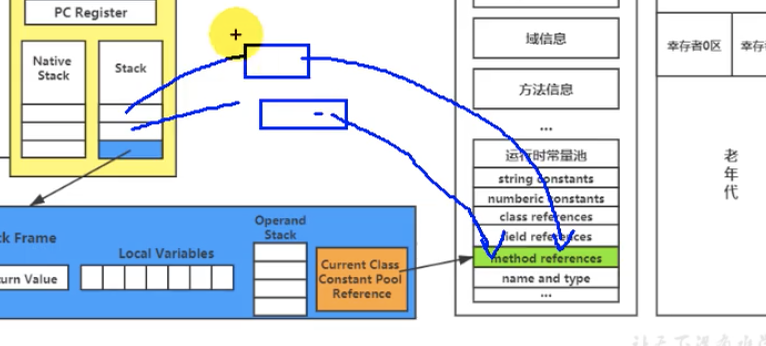 PC Register
Native
Stack
Stack
域信息
方法信息
...
运行时常量池
string constants
numberic constants
class references
field references
method references
name and type
...
幸存者0区
幸存者
老
年
代
ck Frame
urn Value
Local Variables
Operand
Stack
Current Class
Constant Pool
Reference